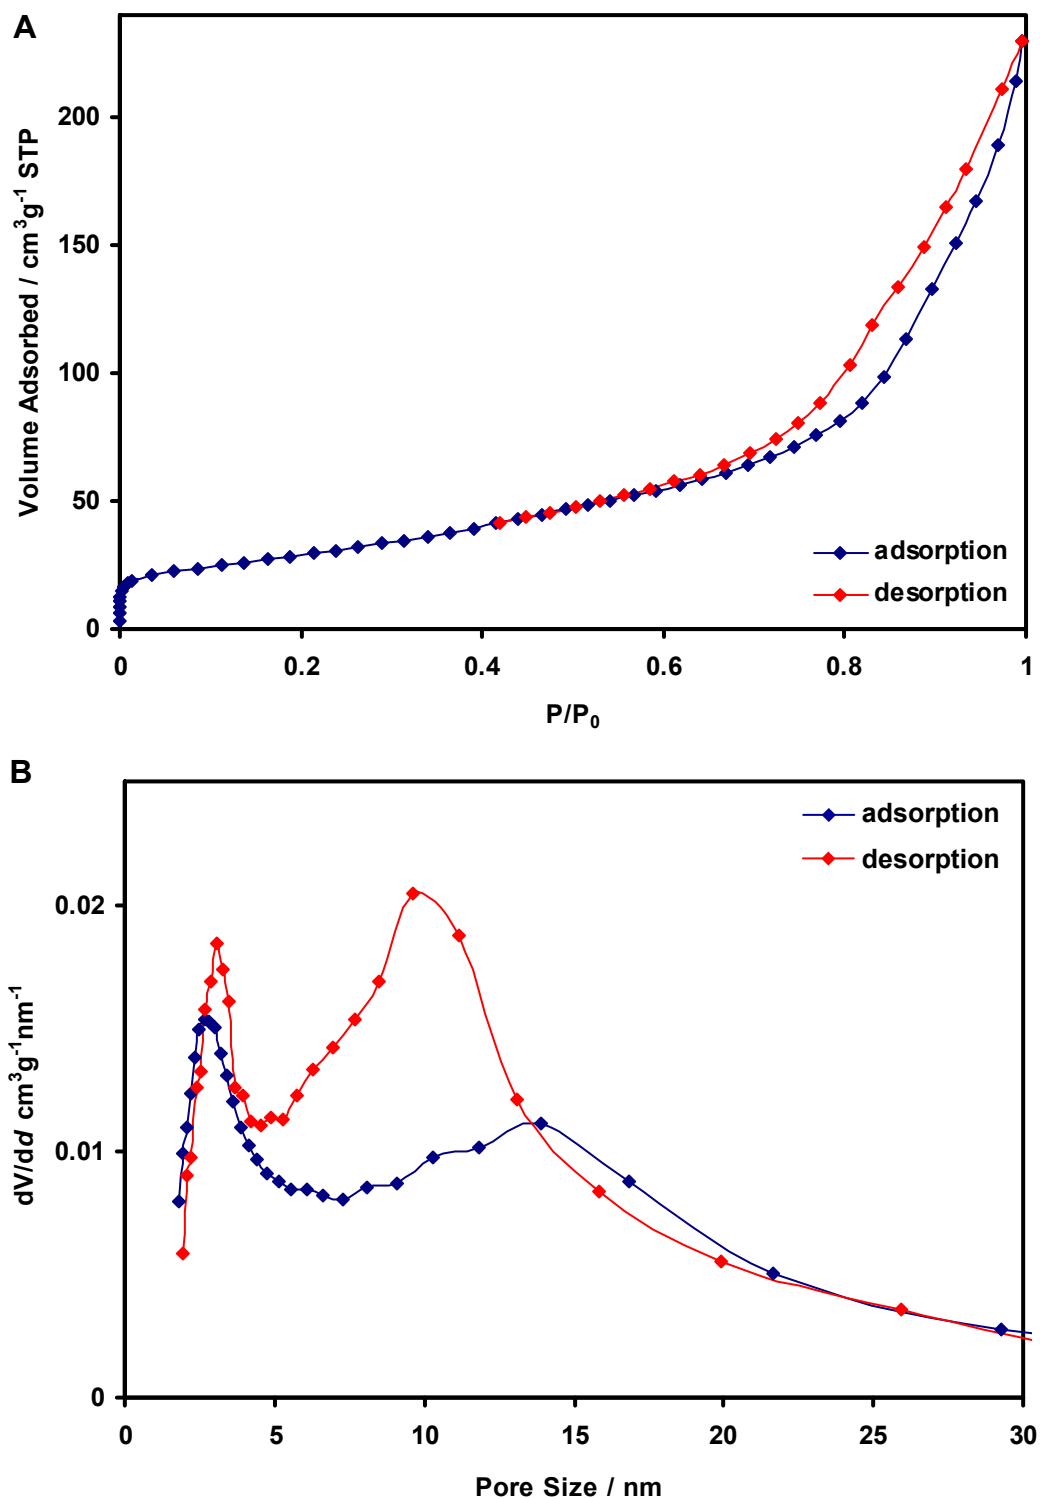 A
Volume Adsorbed / cm³g⁻¹ STP
200
150
100
50
0
adsorption
desorption
0 0.2 0.4 0.6 0.8 1
P/P₀
B
dV/dd cm³g⁻¹nm⁻¹
adsorption
desorption
0.02
0.01
0
0 5 10 15 20 25 30
Pore Size / nm